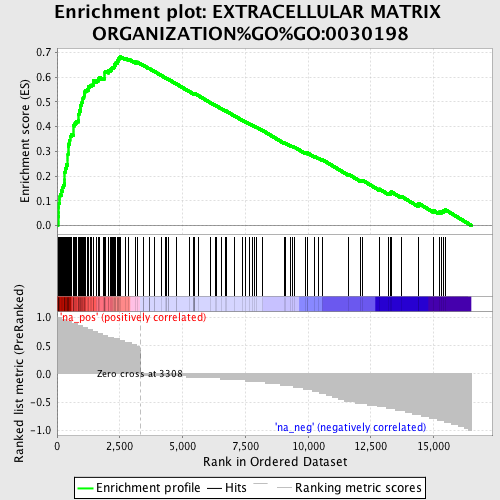 Enrichment plot: EXTRACELLULAR MATRIX
ORGANIZATION%GO%GO:0030198
Enrichment score (ES)
0.7
0.6
0.5
0.4
0.3
0.2
0.1
0.0
Ranked list metric (PreRanked)
1.0
0.5
0.0
-0.5
-1.0
'na_pos' (positively correlated)
Zero cross at 3308
'na_neg' (negatively correlated)
0
2,500
5,000
7,500
10,000
12,500
15,000
Rank in Ordered Dataset
Enrichment profile
Hits
Ranking metric scores